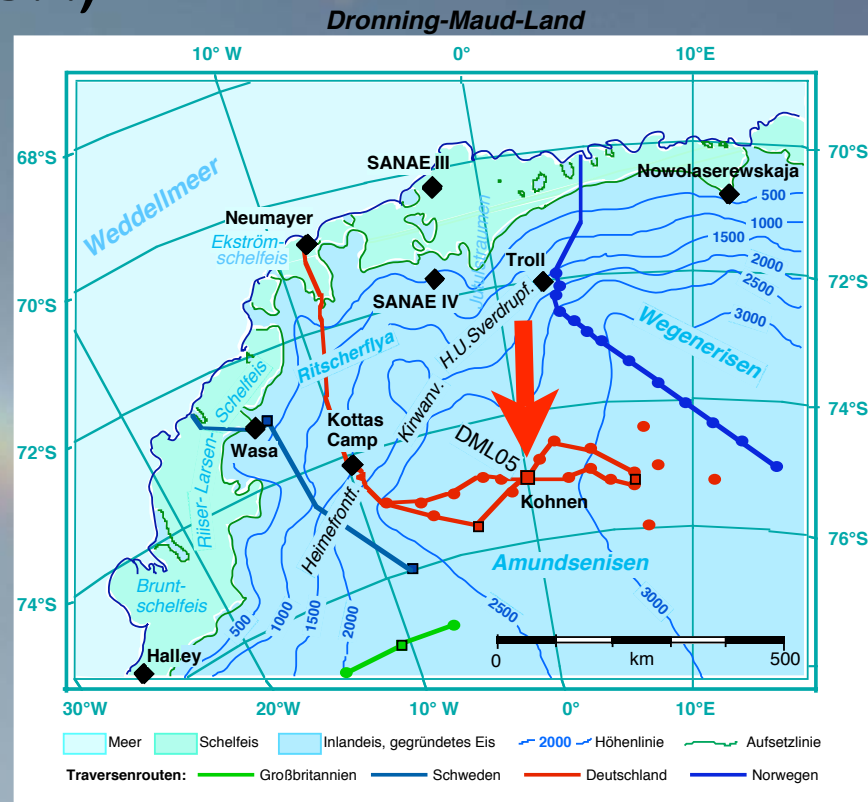 Dronning-Maud-Land
10° W 0° 10°E
68°S
70°S
72°S
74°S
70°S
72°S
74°S
76°S
Weddellmeer
SANAE III
Nowolaserewskaja
Neumayer
Ekström-
schelfeis
Jutulstraumen
Troll
SANAE IV
500
1000
1500
2000
2500
3000
H.U.Sverdrupf.
Wegenerisen
Ritscherflya
Kirwanv.
Riiser-Larsen-Schelfeis
Wasa
Kottas
Camp
DML05
Kohnen
Heimefrontf.
Amundsenisen
Brunt-
schelfeis
500
1000
1500
2000
2500
3000
Halley
0 km 500
30°W 20°W 10° W 0° 10°E
Meer Schelfeis Inlandeis, gegründetes Eis 2000 Höhenlinie Aufsetzlinie
Traversenrouten: Großbritannien Schweden Deutschland Norwegen